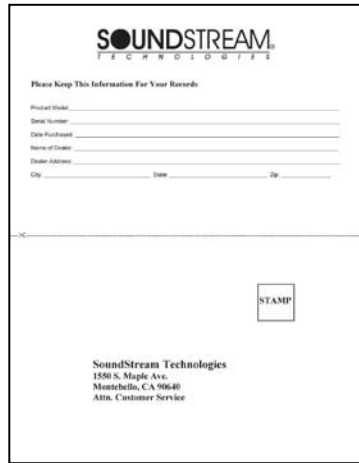 SOUNDSTREAM®
TECHNOLOGIES
Please Keep This Information For Your Records
Product Model:
Serial Number:
Date Purchased:
Name of Dealer:
Dealer Address:
City: State: Zip:
STAMP
SoundStream Technologies
1550 S. Maple Ave.
Montebello, CA 90640
Attn. Customer Service